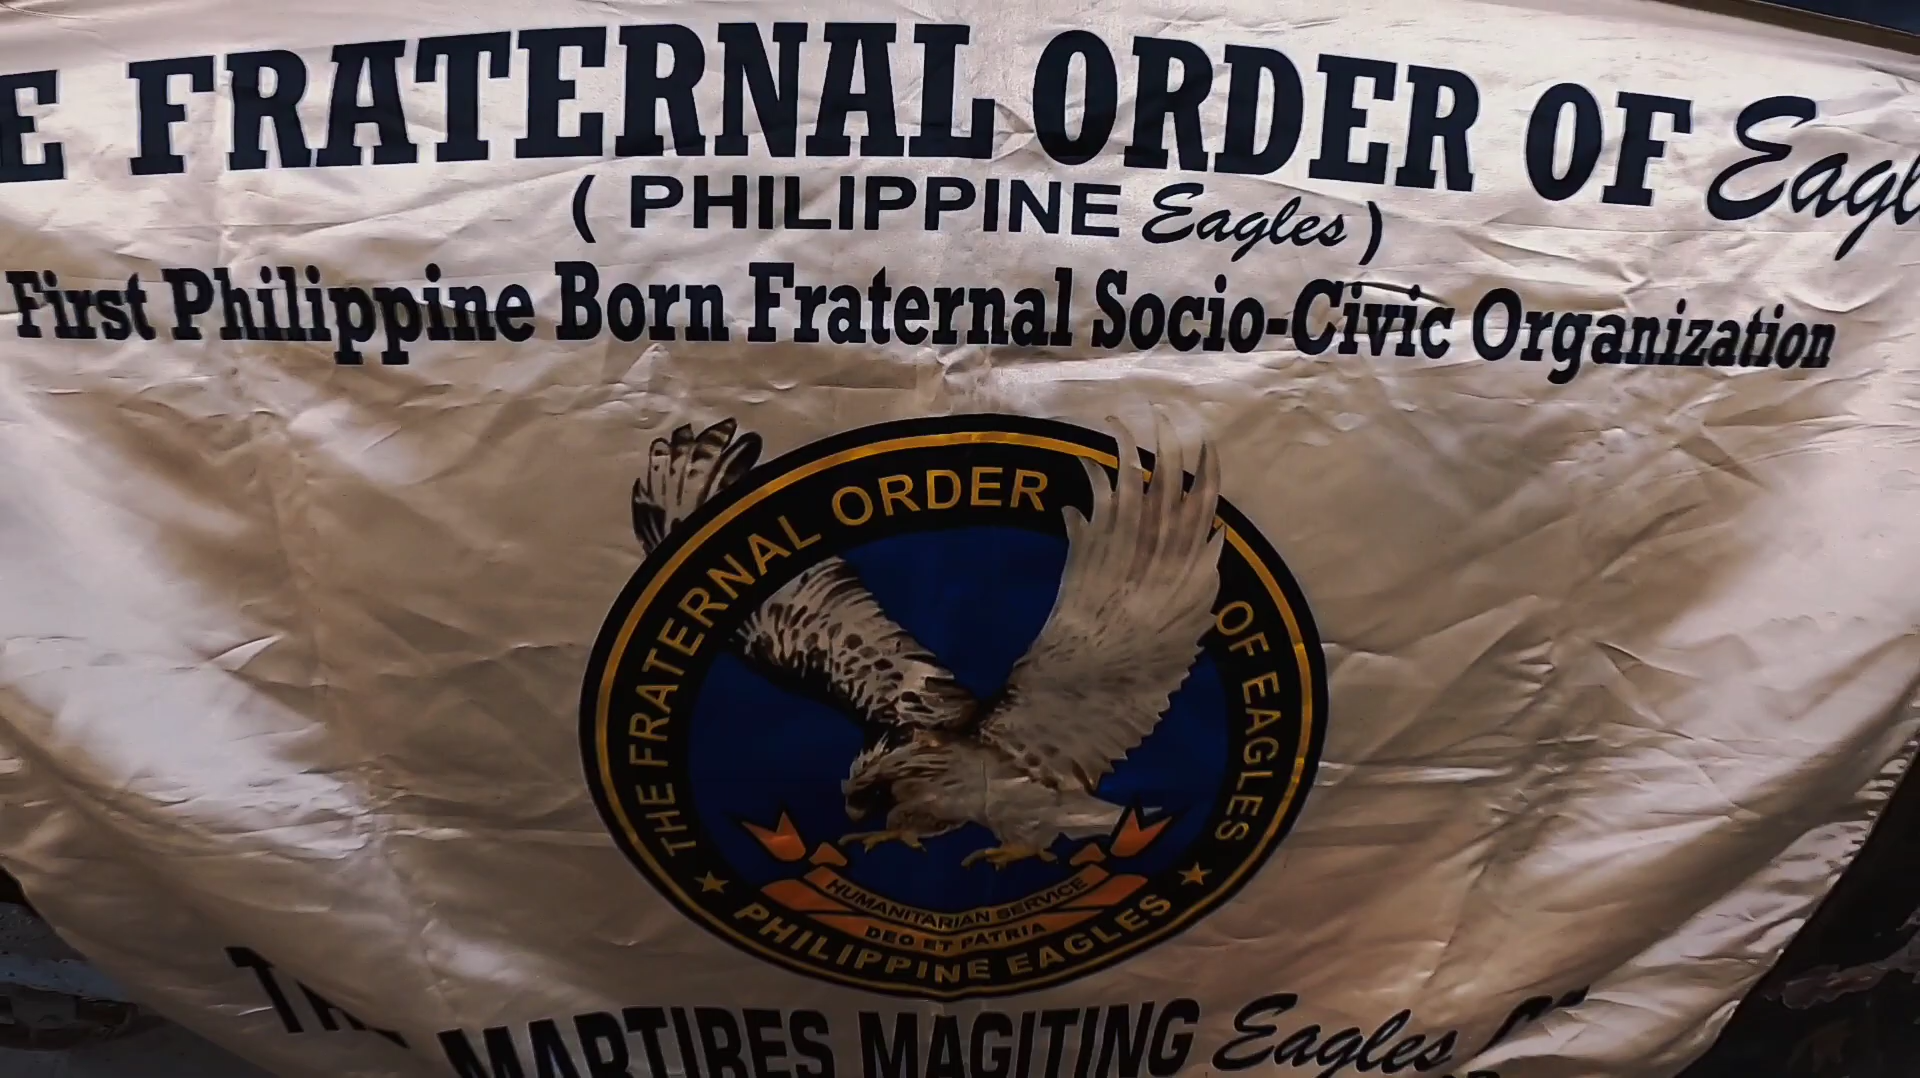 E FRATERNAL ORDER OF Eagl
( PHILIPPINE Eagles )
First Philippine Born Fraternal Socio-Civic Organization
THE FRATERNAL ORDER OF EAGLES
HUMANITARIAN SERVICE
DEO ET PATRIA
★ PHILIPPINE EAGLES ★
MARTIRES MAGITING Eagles